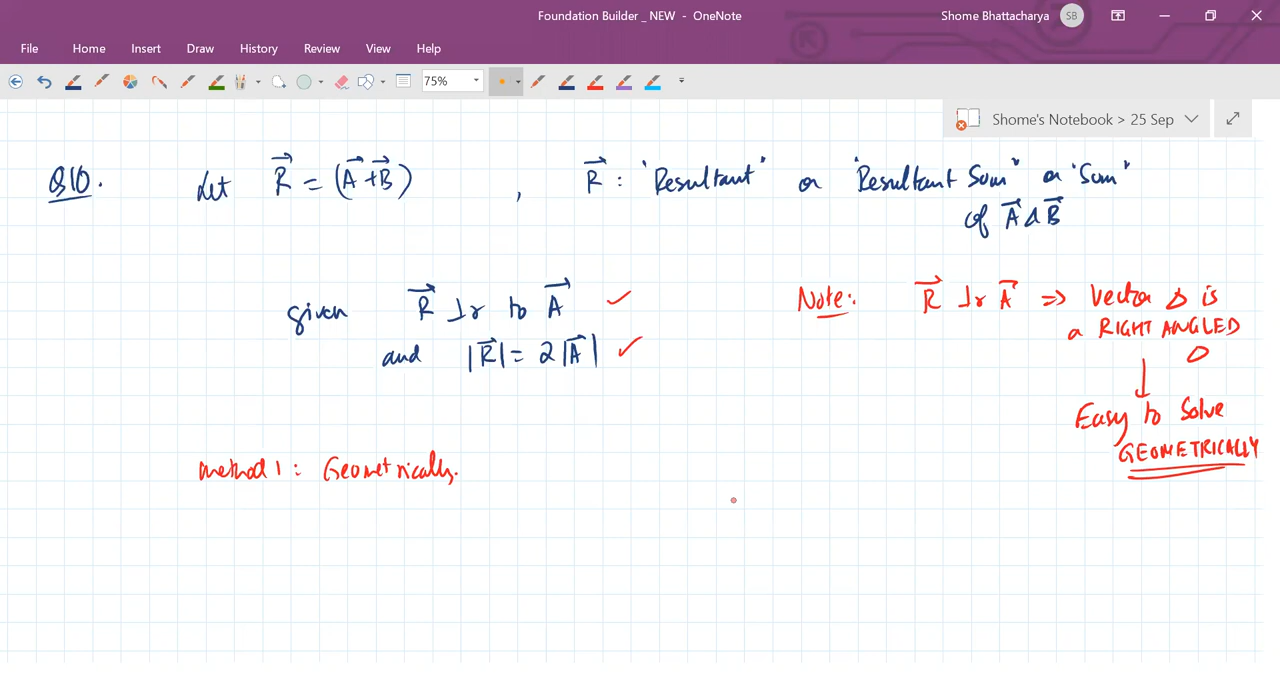 Foundation Builder _NEW - OneNote
Shome Bhattacharya SB
File Home Insert Draw History Review View Help
75%
Shome's Notebook > 25 Sep
Q10. Let R⃗ = (A⃗ + B⃗) , R⃗ : "Resultant" or "Resultant Sum" or "Sum"
of A⃗ & B⃗
given R⃗ ⊥r to A⃗ ✓
and |R⃗| = 2|A⃗| ✓
Note: R⃗ ⊥r A⃗ => Vector Δ is
a RIGHT ANGLED
Δ
↓
Easy to Solve
GEOMETRICALLY
Method 1 : Geometrically.